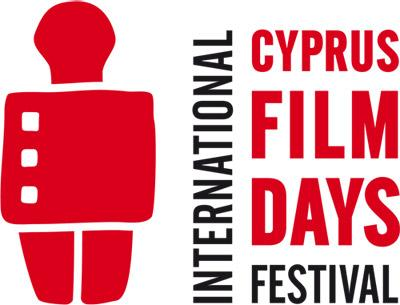 INTERNATIONAL
CYPRUS
FILM
DAYS
FESTIVAL